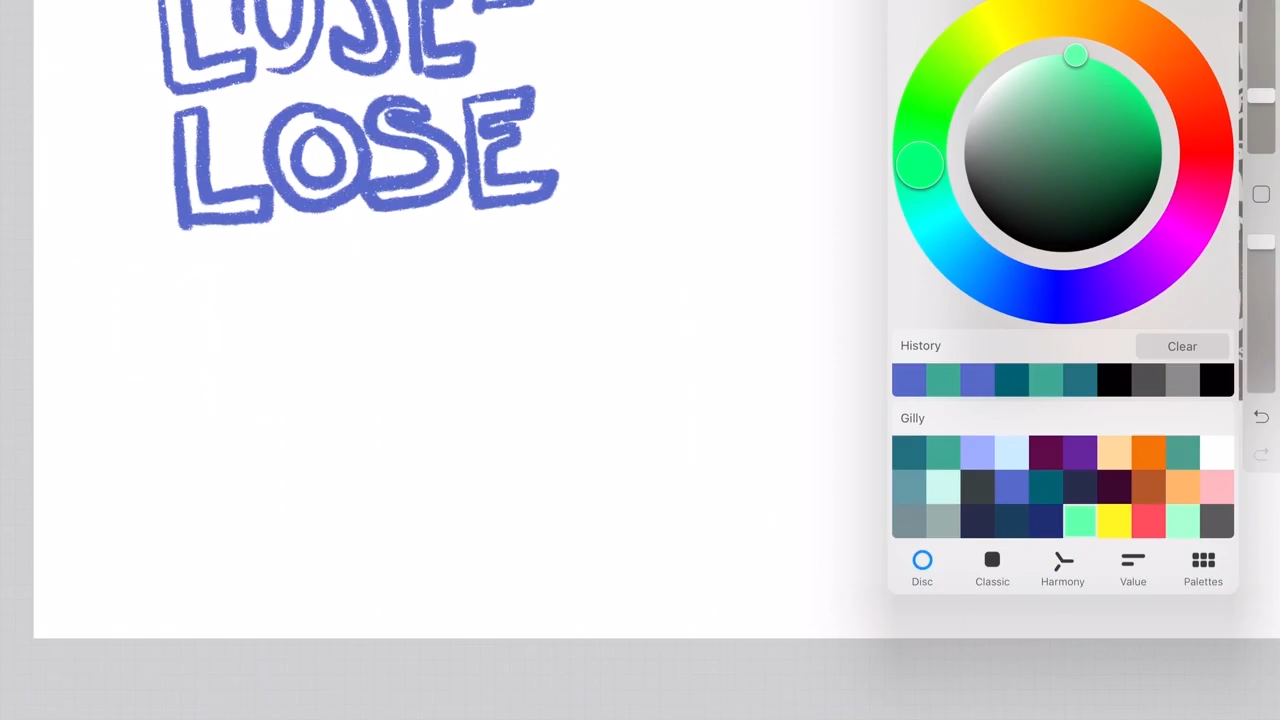 LOSE-
LOSE
History
Clear
Gilly
Disc
Classic
Harmony
Value
Palettes